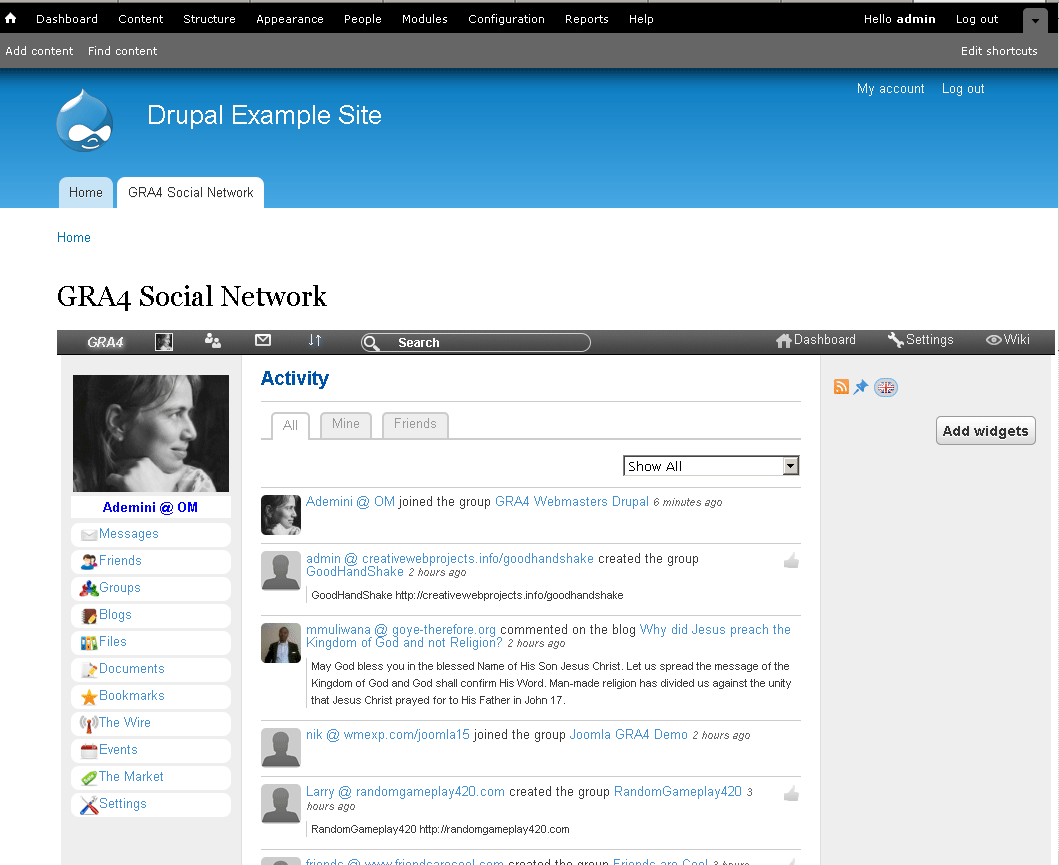 Dashboard Content Structure Appearance People Modules Configuration Reports Help Hello admin Log out
Add content Find content Edit shortcuts
My account Log out
Drupal Example Site
Home GRA4 Social Network
Home
GRA4 Social Network
GRA4 Search Dashboard Settings Wiki
Ademini @ OM
Messages
Friends
Groups
Blogs
Files
Documents
Bookmarks
The Wire
Events
The Market
Settings
Activity
All Mine Friends
Show All
Ademini @ OM joined the group GRA4 Webmasters Drupal 6 minutes ago
admin @ creativewebprojects.info/goodhandshake created the group
GoodHandShake 2 hours ago
GoodHandShake http://creativewebprojects.info/goodhandshake
mmuliwana @ goye-therefore.org commented on the blog Why did Jesus preach the
Kingdom of God and not Religion? 2 hours ago
May God bless you in the blessed Name of His Son Jesus Christ. Let us spread the message of the
Kingdom of God and God shall confirm His Word. Man-made religion has divided us against the unity
that Jesus Christ prayed for to His Father in John 17.
nik @ wmexp.com/joomla15 joined the group Joomla GRA4 Demo 2 hours ago
Larry @ randomgameplay420.com created the group RandomGameplay420 3
hours ago
RandomGameplay420 http://randomgameplay420.com
friends @ www.friendsarecool.com created the group Friends are Cool 3 hours
Add widgets